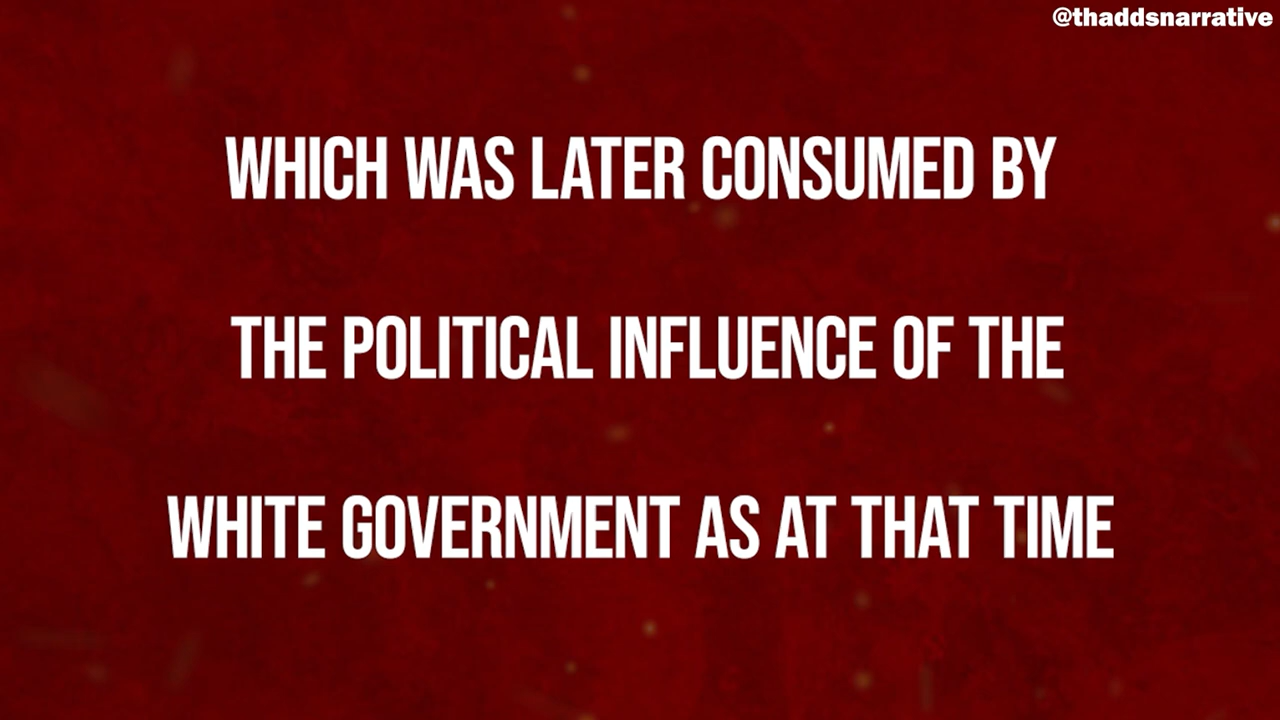 @thaddsnarrative
WHICH WAS LATER CONSUMED BY
THE POLITICAL INFLUENCE OF THE
WHITE GOVERNMENT AS AT THAT TIME